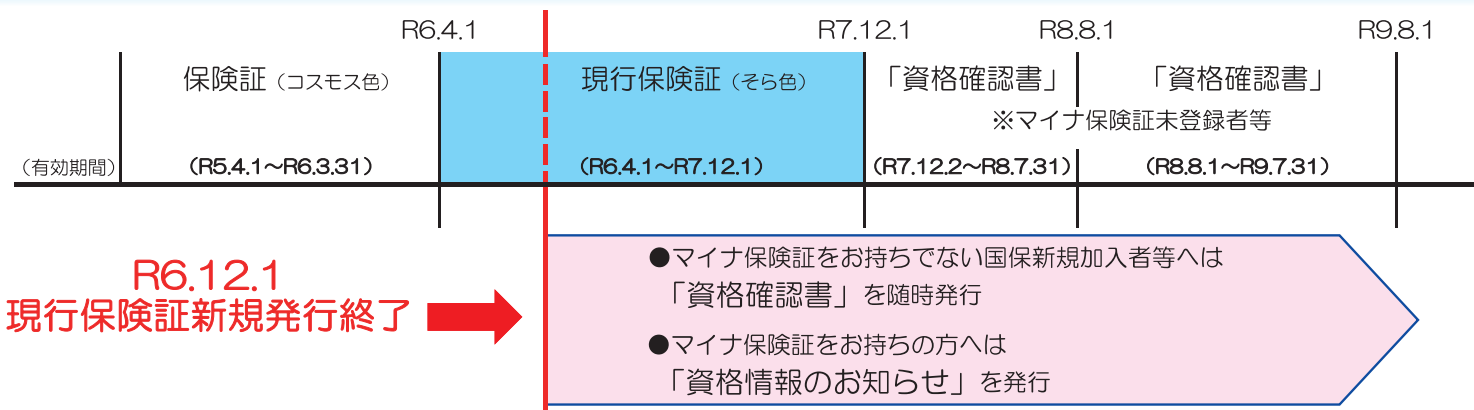 R6.4.1 R7.12.1 R8.8.1 R9.8.1
保険証（コスモス色） 現行保険証（そら色） 「資格確認書」 「資格確認書」
※マイナ保険証未登録者等
（有効期間） （R5.4.1～R6.3.31） （R6.4.1～R7.12.1） （R7.12.2～R8.7.31） （R8.8.1～R9.7.31）
R6.12.1
現行保険証新規発行終了
●マイナ保険証をお持ちでない国保新規加入者等へは
「資格確認書」を随時発行
●マイナ保険証をお持ちの方へは
「資格情報のお知らせ」を発行